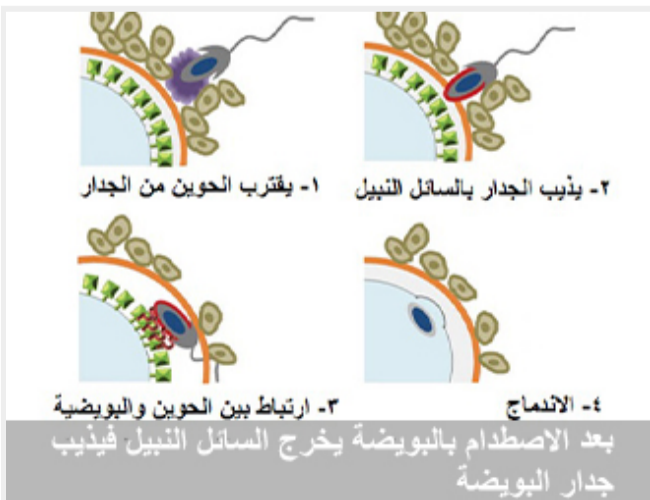 ١- يقترب الحوين من الجدار
٢- يذيب الجدار بالسائل النبيل
٣- ارتباط بين الحوين والبويضية
٤- الاندماج
بعد الاصطدام بالبويضة يخرج السائل النبيل فيذيب
جدار البويضة